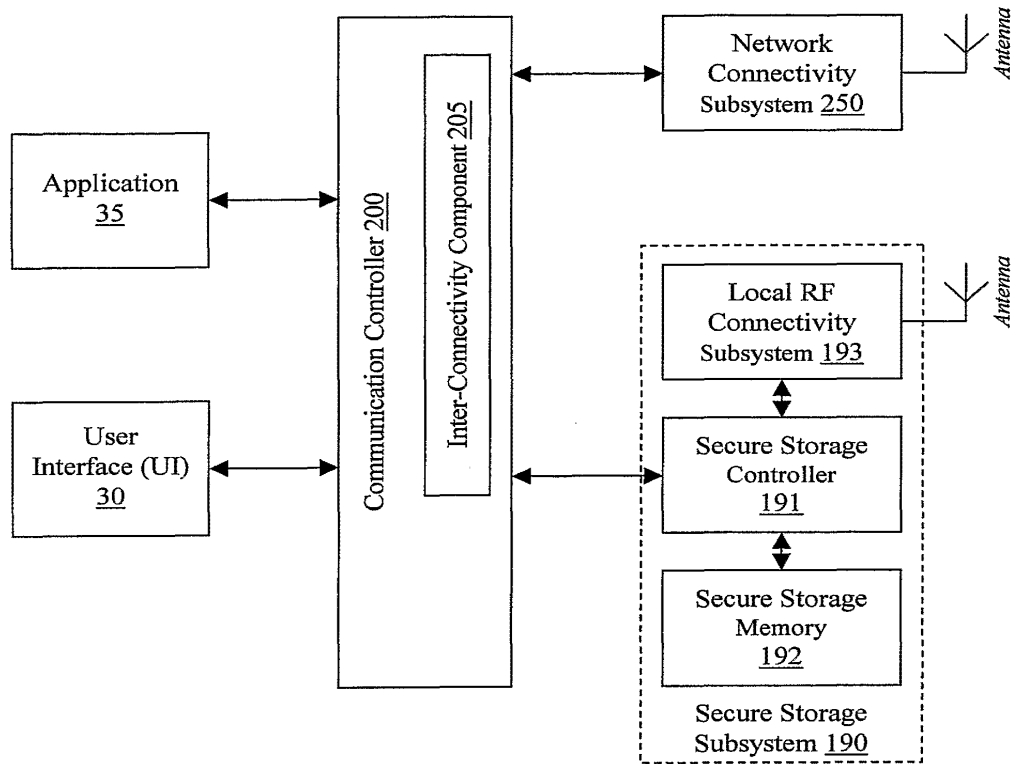 Application
35
User
Interface (UI)
30
Communication Controller 200
Inter-Connectivity Component 205
Network
Connectivity
Subsystem 250
Antenna
Local RF
Connectivity
Subsystem 193
Antenna
Secure Storage
Controller
191
Secure Storage
Memory
192
Secure Storage
Subsystem 190